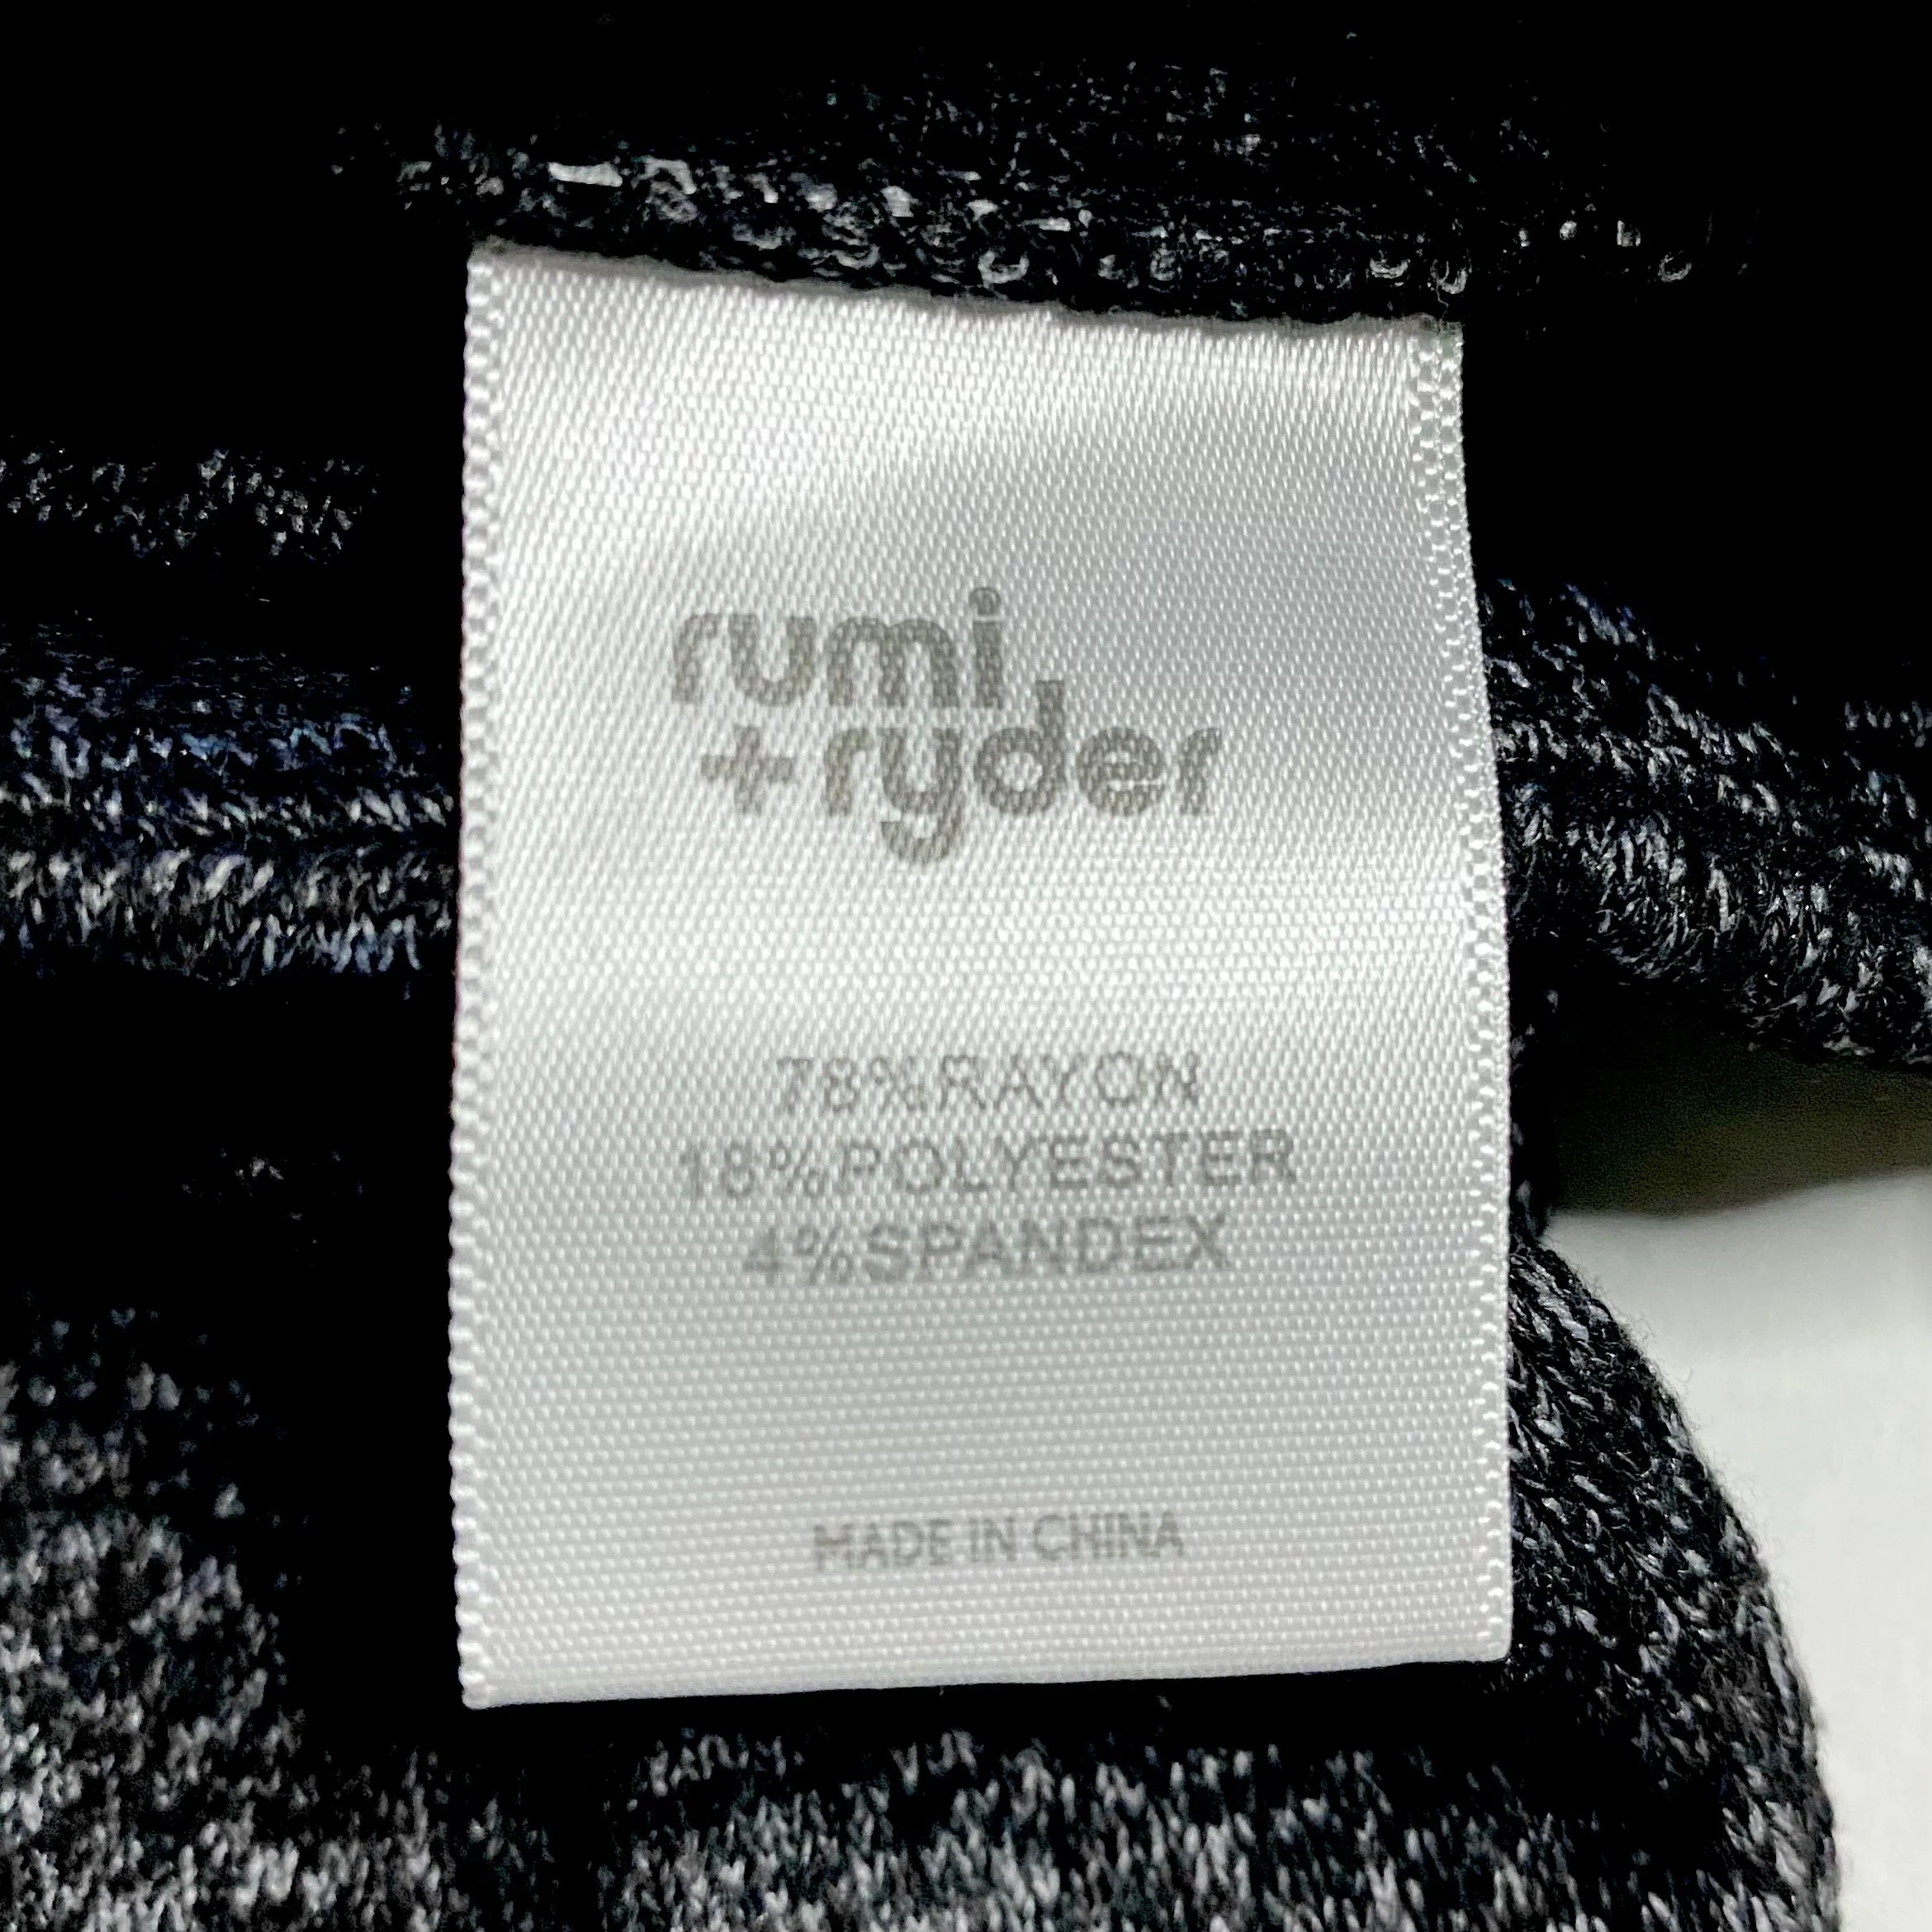 rumi
+ryder
78%RAYON
18%POLYESTER
4%SPANDEX
MADE IN CHINA